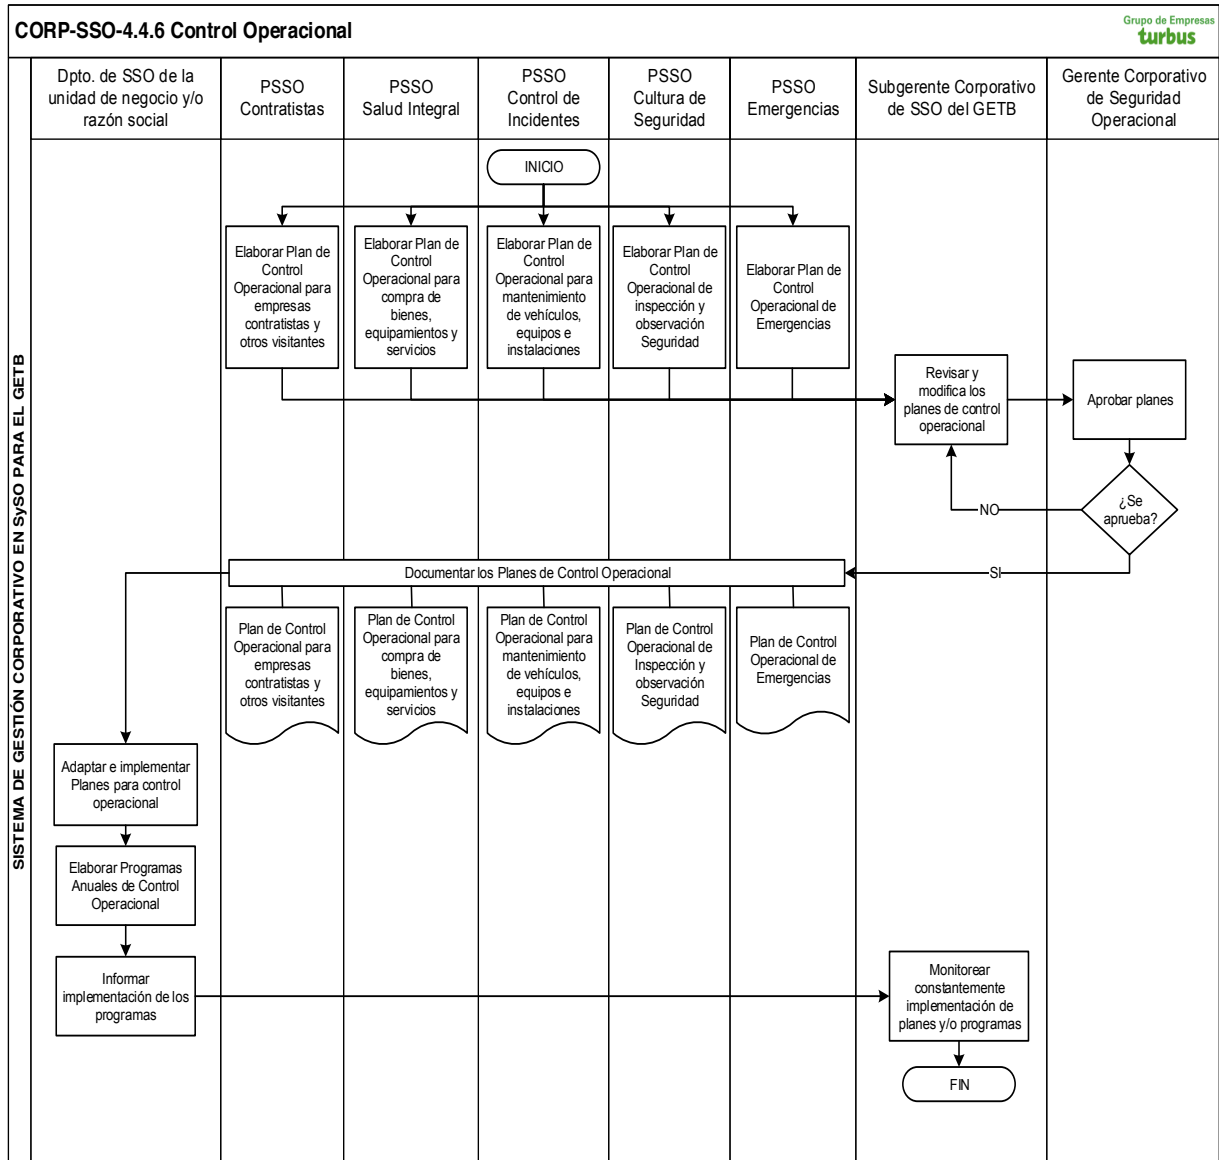 CORP-SSO-4.4.6 Control Operacional
Grupo de Empresas
turbus
SISTEMA DE GESTIÓN CORPORATIVO EN SySO PARA EL GETB
Dpto. de SSO de la
unidad de negocio y/o
razón social
PSSO
Contratistas
PSSO
Salud Integral
PSSO
Control de
Incidentes
PSSO
Cultura de
Seguridad
PSSO
Emergencias
Subgerente Corporativo
de SSO del GETB
Gerente Corporativo
de Seguridad
Operacional
INICIO
Elaborar Plan de
Control
Operacional para
empresas
contratistas y
otros visitantes
Elaborar Plan de
Control
Operacional para
compra de
bienes,
equipamientos y
servicios
Elaborar Plan de
Control
Operacional para
mantenimiento
de vehículos,
equipos e
instalaciones
Elaborar Plan de
Control
Operacional de
inspección y
observación
Seguridad
Elaborar Plan de
Control
Operacional de
Emergencias
Revisar y
modifica los
planes de control
operacional
Aprobar planes
¿Se
aprueba?
NO
SI
Documentar los Planes de Control Operacional
Plan de Control
Operacional para
empresas
contratistas y
otros visitantes
Plan de Control
Operacional para
compra de
bienes,
equipamientos y
servicios
Plan de Control
Operacional para
mantenimiento
de vehículos,
equipos e
instalaciones
Plan de Control
Operacional de
Inspección y
observación
Seguridad
Plan de Control
Operacional de
Emergencias
Adaptar e implementar
Planes para control
operacional
Elaborar Programas
Anuales de Control
Operacional
Informar
implementación de los
programas
Monitorear
constantemente
implementación de
planes y/o programas
FIN